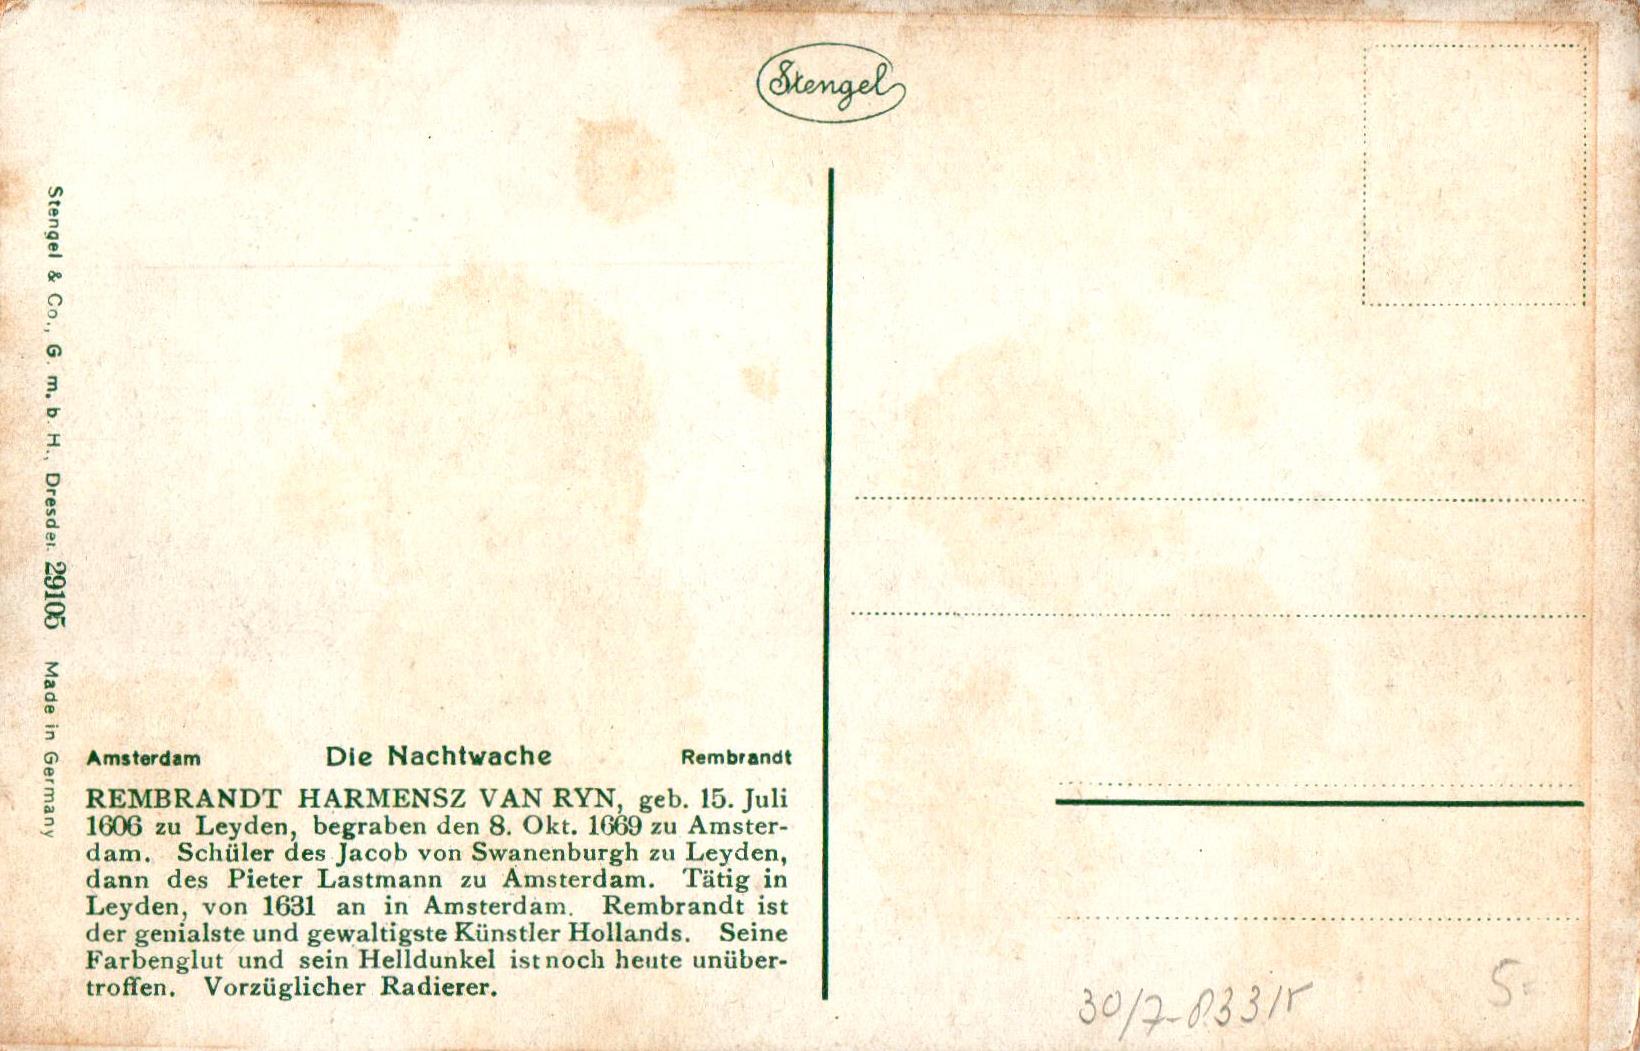 Stengel
Stengel & Co., G. m. b. H., Dresden. 29105 Made in Germany
Amsterdam Die Nachtwache Rembrandt
REMBRANDT HARMENSZ VAN RYN, geb. 15. Juli
1606 zu Leyden, begraben den 8. Okt. 1669 zu Amster-
dam. Schüler des Jacob von Swanenburgh zu Leyden,
dann des Pieter Lastmann zu Amsterdam. Tätig in
Leyden, von 1631 an in Amsterdam. Rembrandt ist
der genialste und gewaltigste Künstler Hollands. Seine
Farbenglut und sein Helldunkel ist noch heute unüber-
troffen. Vorzüglicher Radierer.
30/7-
5=